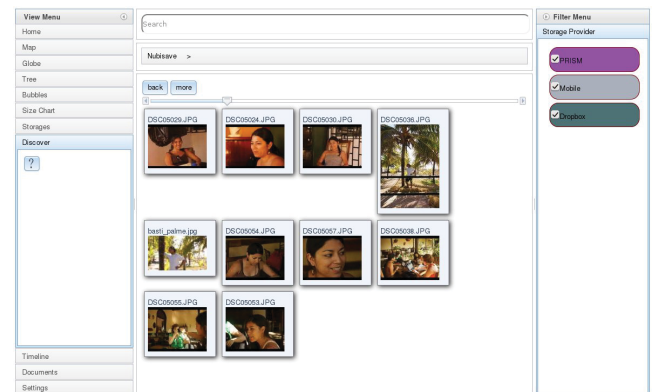 View Menu
Home
Map
Globe
Tree
Bubbles
Size Chart
Storages
Discover
?
Timeline
Documents
Settings
Search
Nubisave >
back more
DSC05029.JPG DSC05024.JPG DSC05030.JPG DSC05036.JPG
basti_palme.jpg DSC05054.JPG DSC05057.JPG DSC05038.JPG
DSC05055.JPG DSC05053.JPG
Filter Menu
Storage Provider
PRISM
Mobile
Dropbox